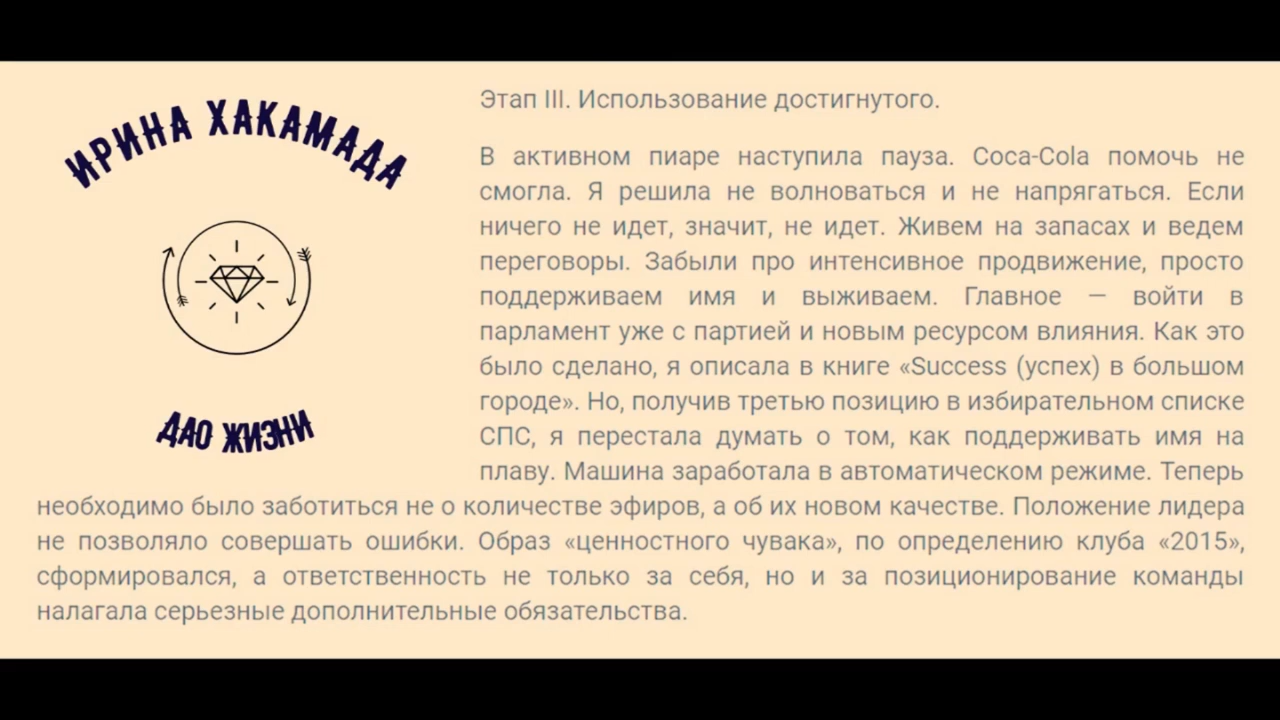 ИРИНА ХАКАМАДА
ДАО ЖИЗНИ
Этап III. Использование достигнутого.
В активном пиаре наступила пауза. Coca-Cola помочь не
смогла. Я решила не волноваться и не напрягаться. Если
ничего не идет, значит, не идет. Живем на запасах и ведем
переговоры. Забыли про интенсивное продвижение, просто
поддерживаем имя и выживаем. Главное — войти в
парламент уже с партией и новым ресурсом влияния. Как это
было сделано, я описала в книге «Success (успех) в большом
городе». Но, получив третью позицию в избирательном списке
СПС, я перестала думать о том, как поддерживать имя на
плаву. Машина заработала в автоматическом режиме. Теперь
необходимо было заботиться не о количестве эфиров, а об их новом качестве. Положение лидера
не позволяло совершать ошибки. Образ «ценностного чувака», по определению клуба «2015»,
сформировался, а ответственность не только за себя, но и за позиционирование команды
налагала серьезные дополнительные обязательства.